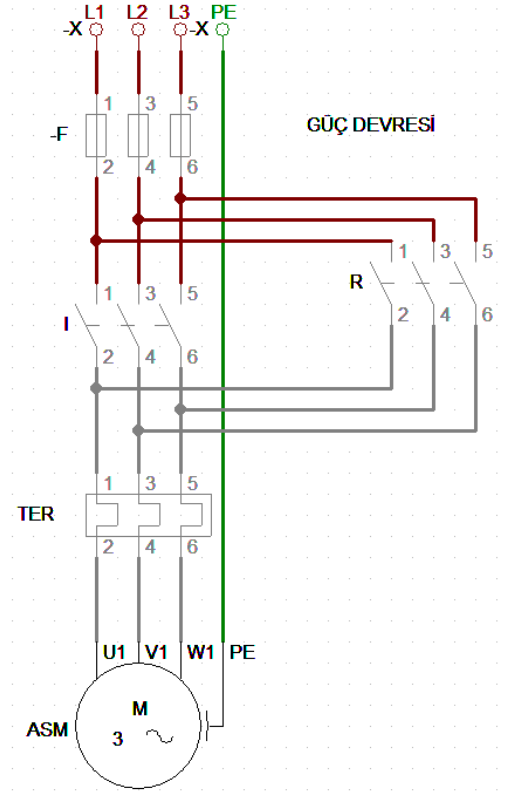 L1 L2 L3 PE
-X -X
1 3 5
-F GÜÇ DEVRESİ
2 4 6
1 3 5
R
2 4 6
1 3 5
I
2 4 6
1 3 5
TER
2 4 6
U1 V1 W1 PE
M
ASM 3